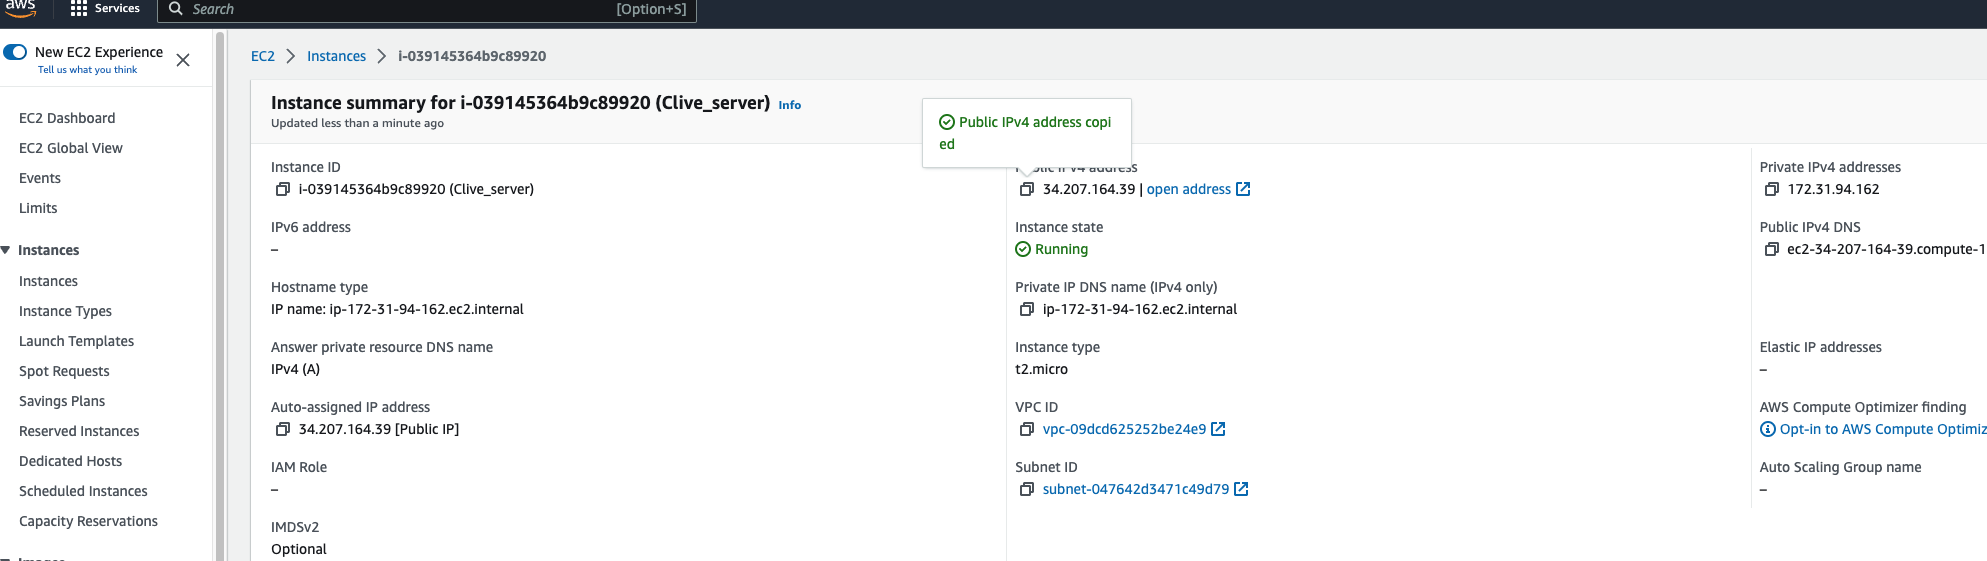 aws
Services
Search
[Option+S]
New EC2 Experience
Tell us what you think
EC2 Dashboard
EC2 Global View
Events
Limits
Instances
Instances
Instance Types
Launch Templates
Spot Requests
Savings Plans
Reserved Instances
Dedicated Hosts
Scheduled Instances
Capacity Reservations
Images
EC2 > Instances > i-039145364b9c89920
Instance summary for i-039145364b9c89920 (Clive_server) Info
Updated less than a minute ago
Public IPv4 address copi
ed
Instance ID
i-039145364b9c89920 (Clive_server)
IPv6 address
–
Hostname type
IP name: ip-172-31-94-162.ec2.internal
Answer private resource DNS name
IPv4 (A)
Auto-assigned IP address
34.207.164.39 [Public IP]
IAM Role
–
IMDSv2
Optional
Public IPv4 address
34.207.164.39 | open address
Instance state
Running
Private IP DNS name (IPv4 only)
ip-172-31-94-162.ec2.internal
Instance type
t2.micro
VPC ID
vpc-09dcd625252be24e9
Subnet ID
subnet-047642d3471c49d79
Private IPv4 addresses
172.31.94.162
Public IPv4 DNS
ec2-34-207-164-39.compute-1
Elastic IP addresses
–
AWS Compute Optimizer finding
Opt-in to AWS Compute Optimiz
Auto Scaling Group name
–